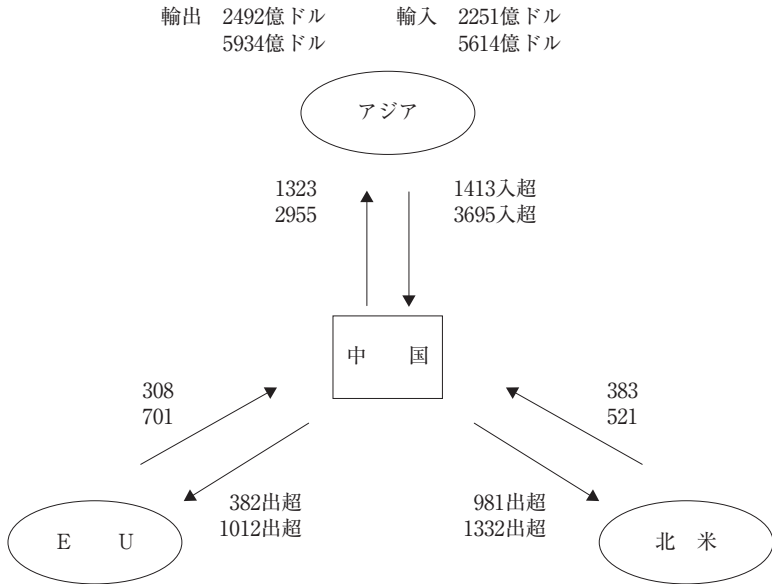 輸出 2492億ドル 輸入 2251億ドル
5934億ドル 5614億ドル
アジア
1323 1413入超
2955 3695入超
中 国
308 383
701 521
382出超 981出超
1012出超 1332出超
E U 北 米